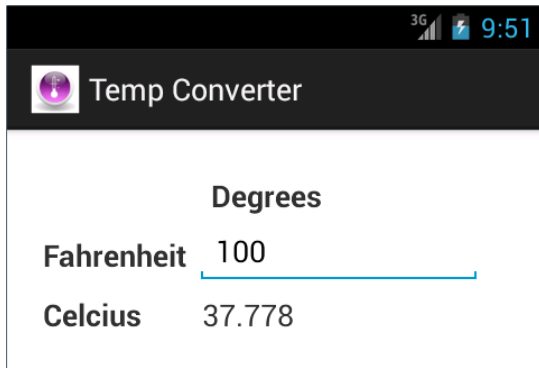 3G 9:51
Temp Converter
Degrees
Fahrenheit 100
Celcius 37.778